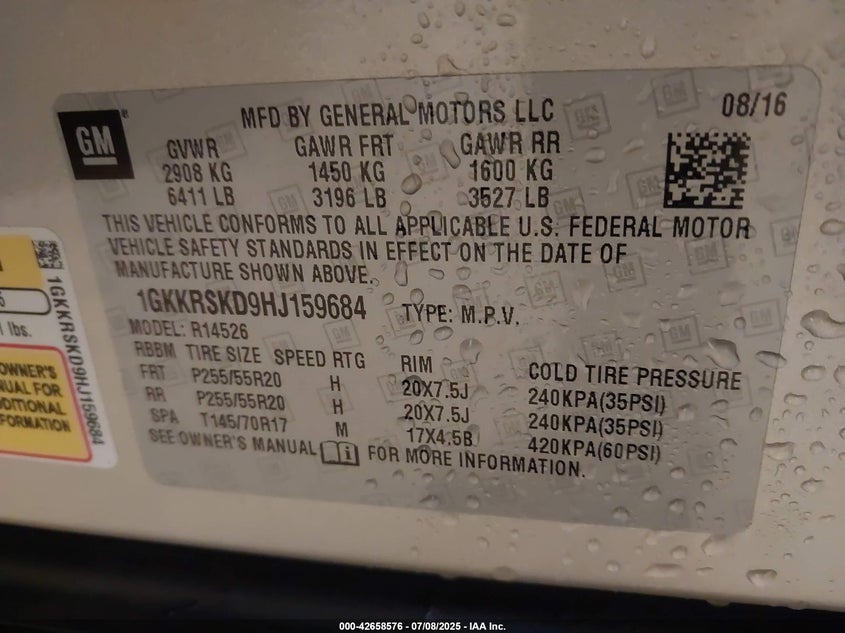 GM
MFD BY GENERAL MOTORS LLC
08/16
GVWR GAWR FRT GAWR RR
2908 KG 1450 KG 1600 KG
6411 LB 3196 LB 3527 LB
THIS VEHICLE CONFORMS TO ALL APPLICABLE U.S. FEDERAL MOTOR
VEHICLE SAFETY STANDARDS IN EFFECT ON THE DATE OF
MANUFACTURE SHOWN ABOVE.
1GKKRSKD9HJ159684 TYPE: M.P.V.
MODEL: R14526
RBBM TIRE SIZE SPEED RTG RIM COLD TIRE PRESSURE
FRT P255/55R20 H 20X7.5J 240KPA(35PSI)
RR P255/55R20 H 20X7.5J 240KPA(35PSI)
SPA T145/70R17 M 17X4.5B 420KPA(60PSI)
SEE OWNER'S MANUAL i FOR MORE INFORMATION.
lbs.
OWNER'S
FOR
1GKKRSKD9HJ159684
000-42658576 - 07/08/2025 - IAA Inc.